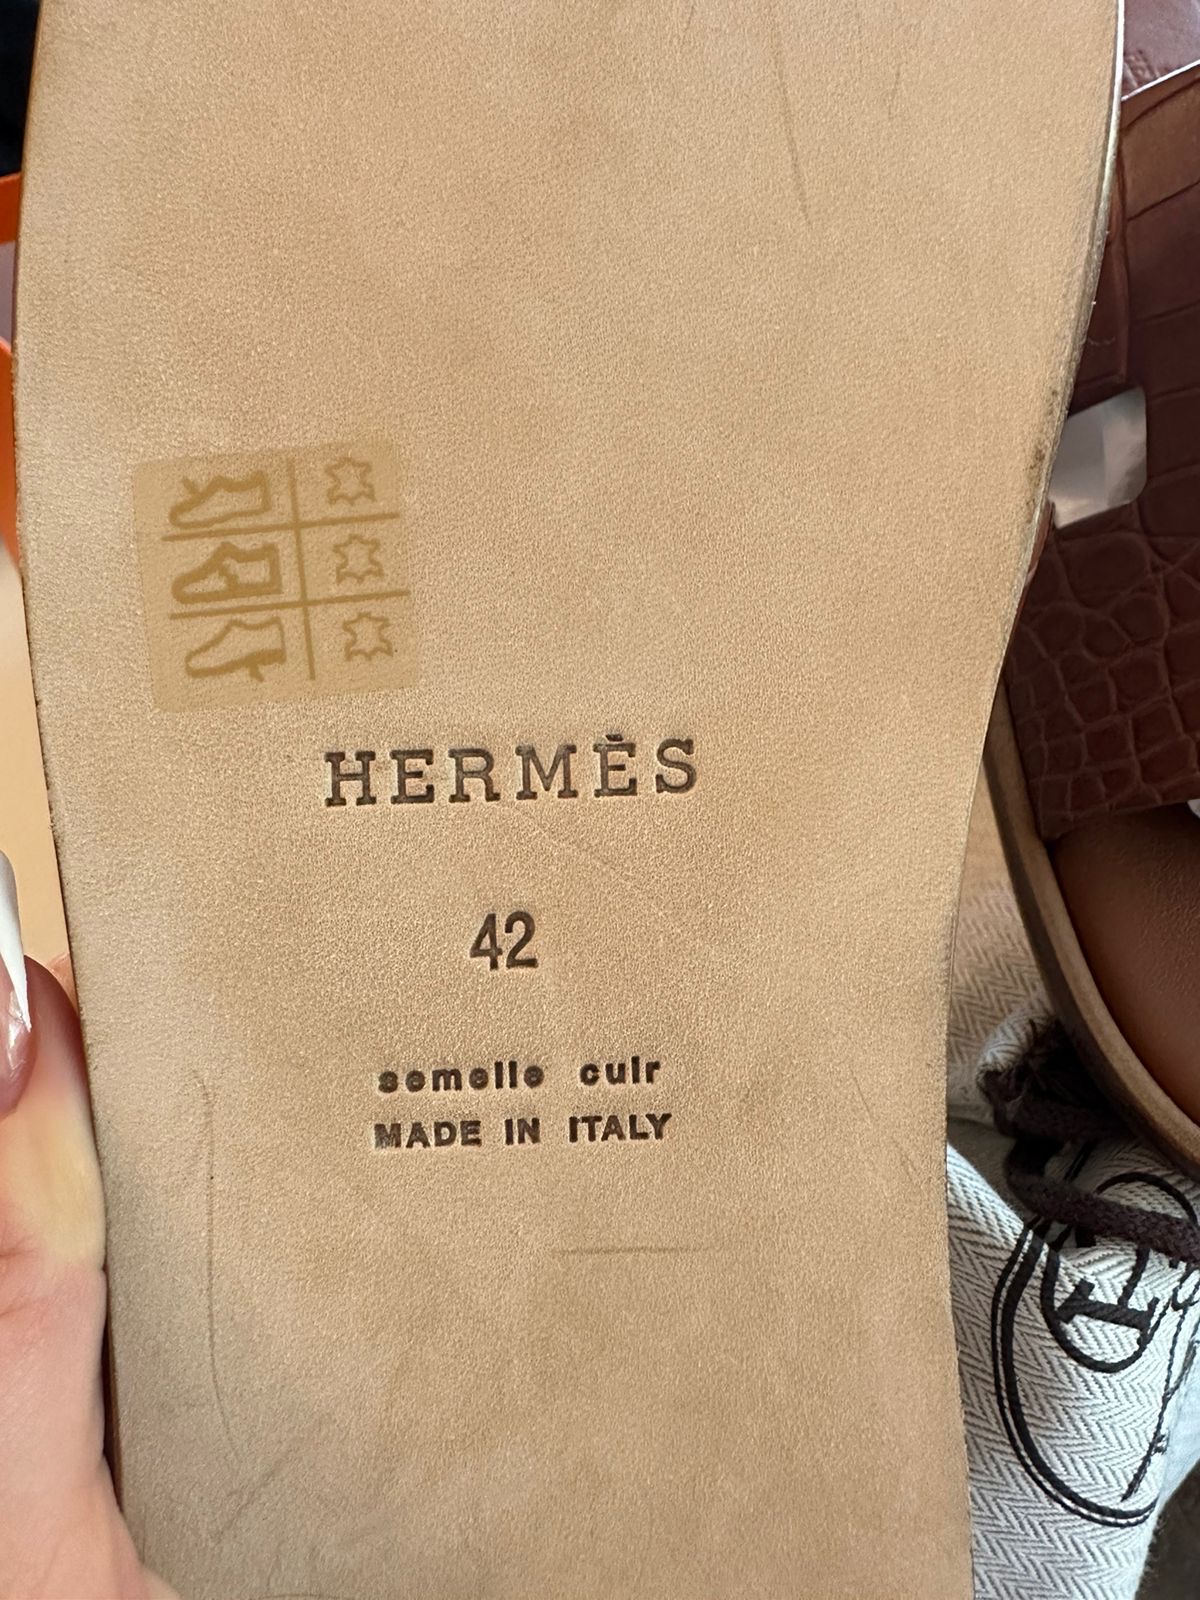 HERMÈS
42
semelle cuir
MADE IN ITALY